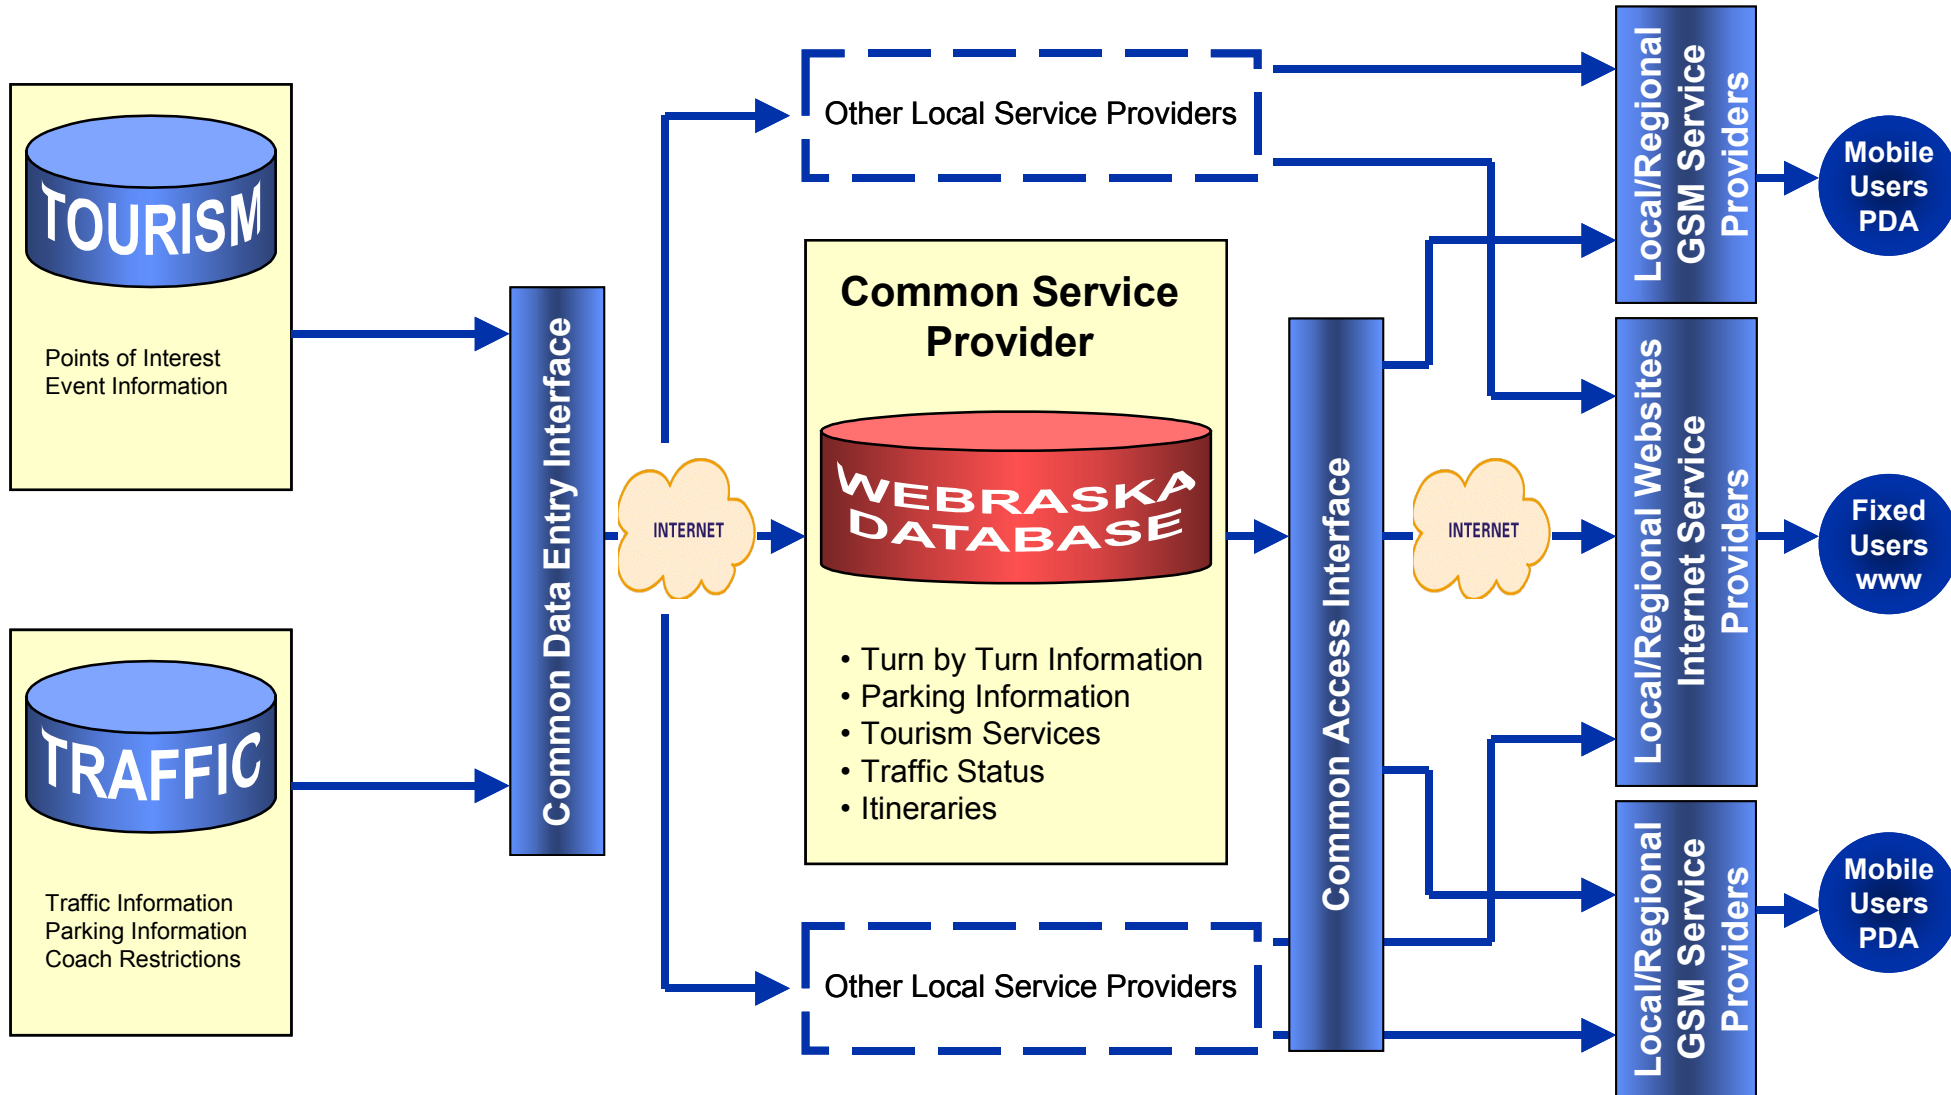 TOURISM
Points of Interest
Event Information
TRAFFIC
Traffic Information
Parking Information
Coach Restrictions
Common Data Entry Interface
INTERNET
Other Local Service Providers
Common Service
Provider
WEBRASKA
DATABASE
• Turn by Turn Information
• Parking Information
• Tourism Services
• Traffic Status
• Itineraries
Other Local Service Providers
Common Access Interface
INTERNET
Local/Regional
GSM Service
Providers
Local/Regional Websites
Internet Service
Providers
Local/Regional
GSM Service
Providers
Mobile
Users
PDA
Fixed
Users
www
Mobile
Users
PDA